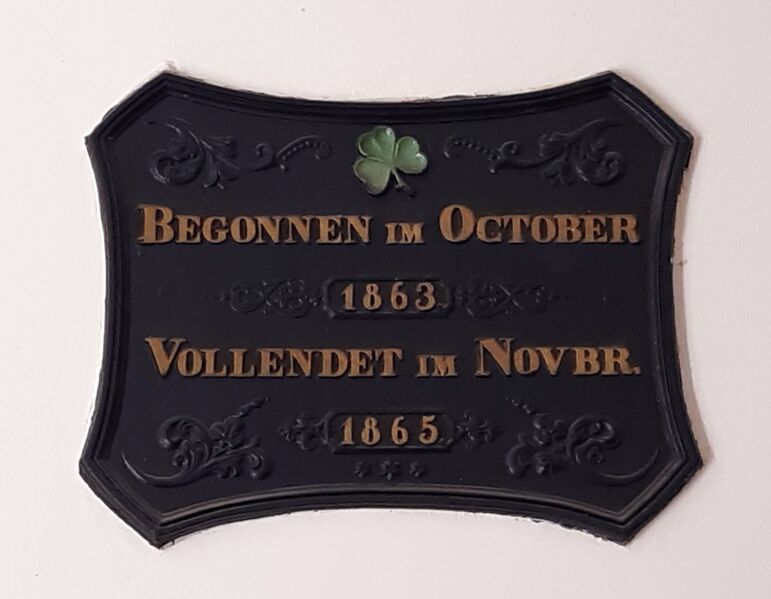 BEGONNEN IM OCTOBER
1863.
VOLLENDET IM NOVBR.
1865.